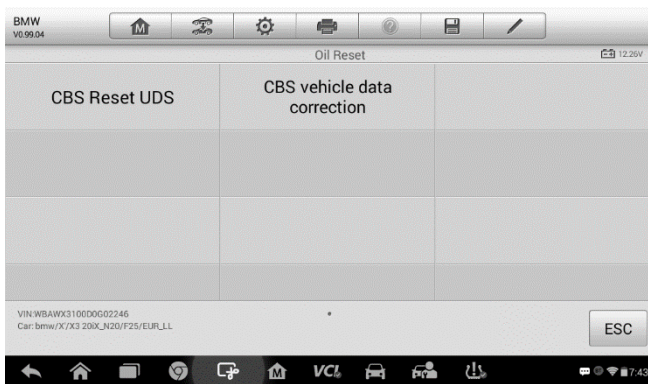 BMW
V0.99.04
M
Oil Reset
12.26V
CBS Reset UDS
CBS vehicle data
correction
VIN:WBAWX3100D0G02246
Car: bmw/X'/X3 20iX_N20/F25/EUR_LL
ESC
M
VCI
7:43